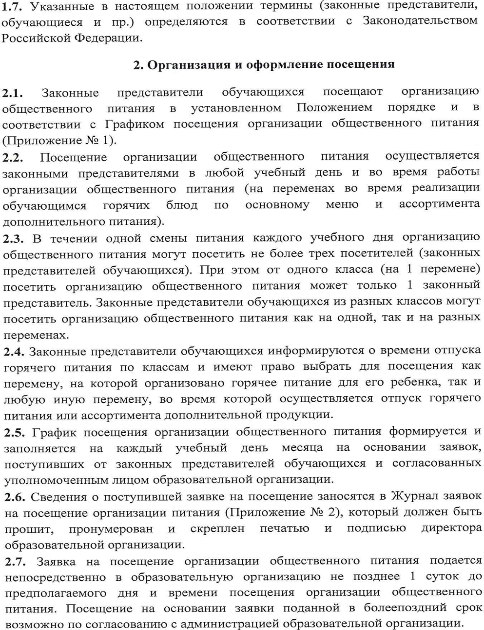 1.7. Указанные в настоящем положении термины (законные представители,
обучающиеся и пр.) определяются в соответствии с Законодательством
Российской Федерации.
2. Организация и оформление посещения
2.1. Законные представители обучающихся посещают организацию
общественного питания в установленном Положением порядке и в
соответствии с Графиком посещения организации общественного питания
(Приложение № 1).
2.2. Посещение организации общественного питания осуществляется
законными представителями в любой учебный день и во время работы
организации общественного питания (на переменах во время реализации
обучающимся горячих блюд по основному меню и ассортимента
дополнительного питания).
2.3. В течении одной смены питания каждого учебного дня организацию
общественного питания могут посетить не более трех посетителей (законных
представителей обучающихся). При этом от одного класса (на 1 перемене)
посетить организацию общественного питания может только 1 законный
представитель. Законные представители обучающихся из разных классов могут
посетить организацию общественного питания как на одной, так и на разных
переменах.
2.4. Законные представители обучающихся информируются о времени отпуска
горячего питания по классам и имеют право выбрать для посещения как
перемену, на которой организовано горячее питание для его ребенка, так и
любую иную перемену, во время которой осуществляется отпуск горячего
питания или ассортимента дополнительной продукции.
2.5. График посещения организации общественного питания формируется и
заполняется на каждый учебный день месяца на основании заявок,
поступивших от законных представителей обучающихся и согласованных
уполномоченным лицом образовательной организации.
2.6. Сведения о поступившей заявке на посещение заносятся в Журнал заявок
на посещение организации питания (Приложение № 2), который должен быть
прошит, пронумерован и скреплен печатью и подписью директора
образовательной организации.
2.7. Заявка на посещение организации общественного питания подается
непосредственно в образовательную организацию не позднее 1 суток до
предполагаемого дня и времени посещения организации общественного
питания. Посещение на основании заявки поданной в болеепоздний срок
возможно по согласованию с администрацией образовательной организации.